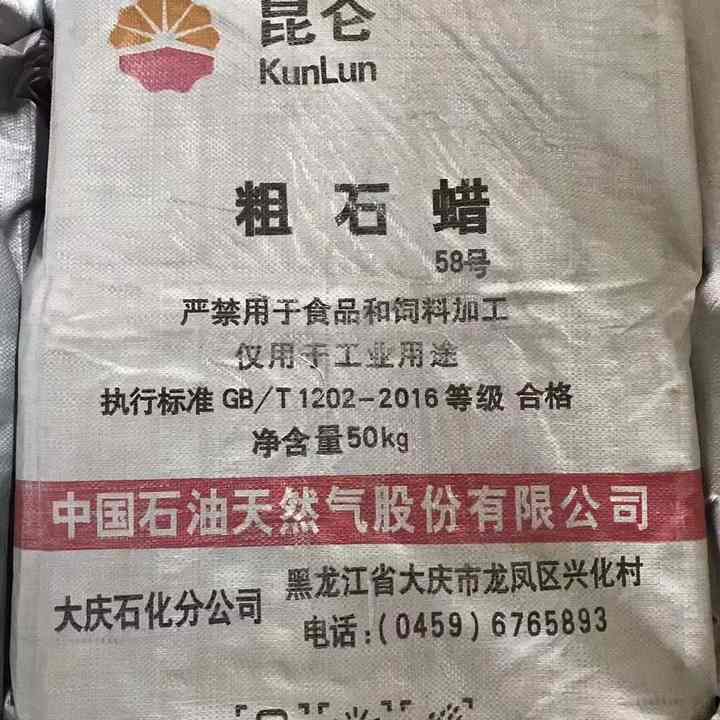 昆仑
KunLun
粗石蜡
58号
严禁用于食品和饲料加工
仅用于工业用途
执行标准 GB/T 1202-2016 等级 合格
净含量50kg
中国石油天然气股份有限公司
大庆石化分公司
黑龙江省大庆市龙凤区兴化村
电话:(0459)6765893